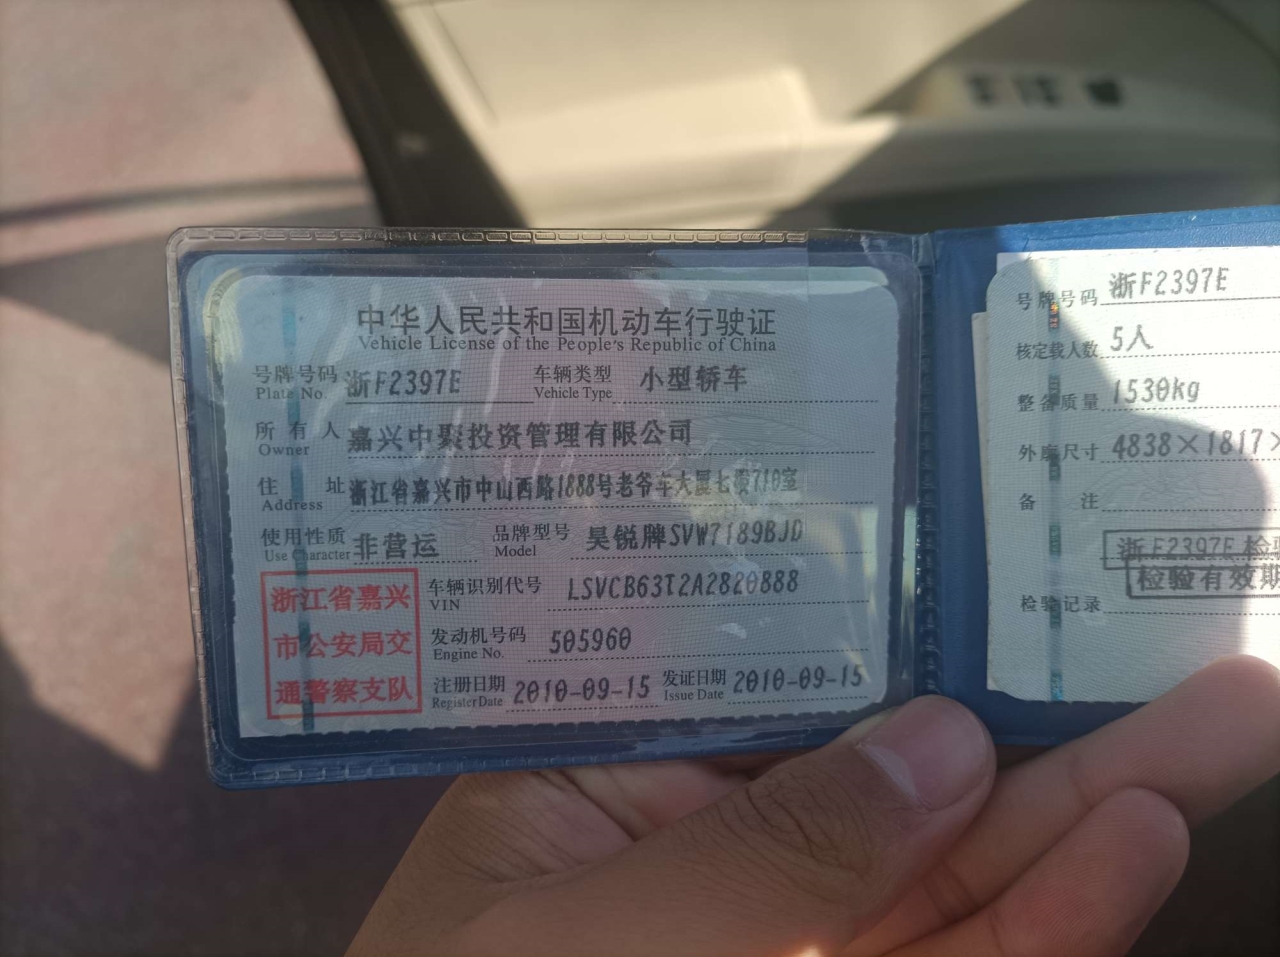 中华人民共和国机动车行驶证
Vehicle License of the People's Republic of China
号牌号码 浙F2397E 车辆类型 小型轿车
Plate No. Vehicle Type
所有人 嘉兴中聚投资管理有限公司
Owner
住址 浙江省嘉兴市中山西路1888号老爷车大厦七楼710室
Address
使用性质 非营运 品牌型号 昊锐牌SVW7189BJD
Use Character Model
浙江省嘉兴
市公安局交
通警察支队
车辆识别代号 LSVCB63T2A2820888
VIN
发动机号码 505960
Engine No.
注册日期 2010-09-15 发证日期 2010-09-15
Register Date Issue Date
号牌号码 浙F2397E
核定载人数 5人
整备质量 1530kg
外廓尺寸 4838×1817×
备注
浙F2397E 检
检验有效期
检验记录